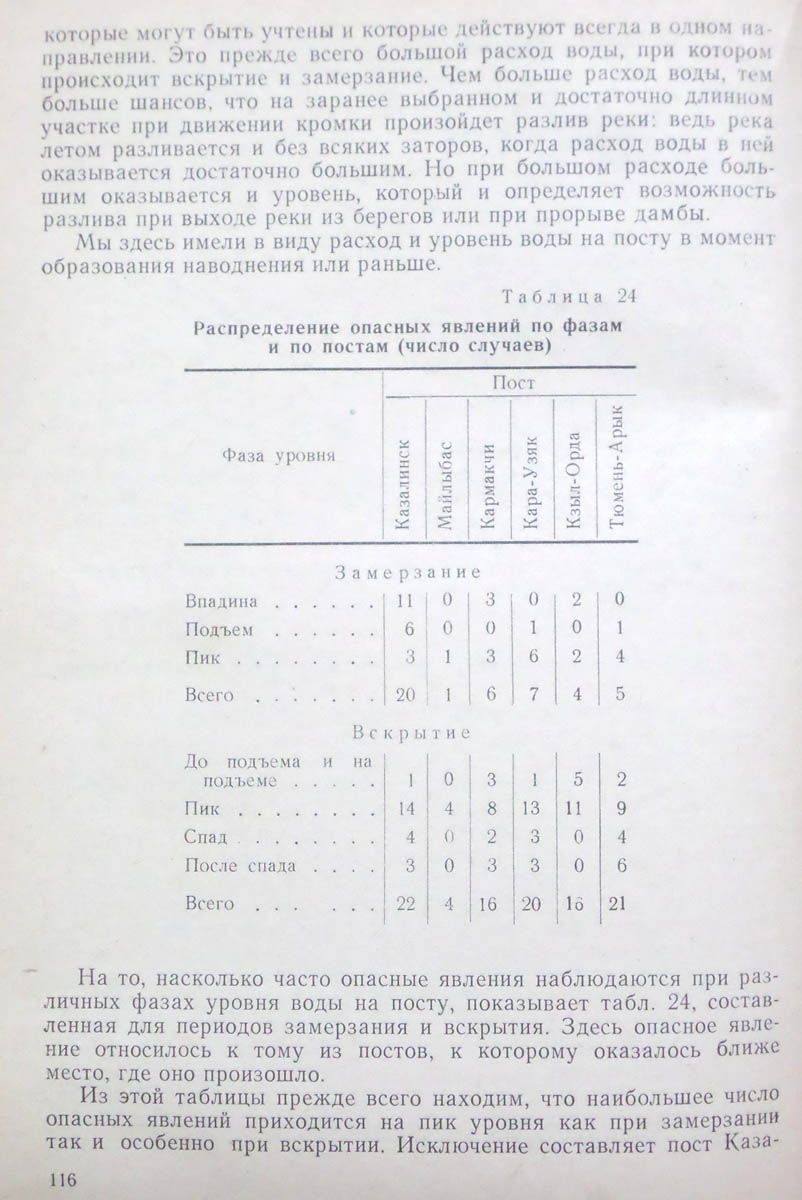 которые могут быть учтены и которые действуют всегда в одном на-
правлении. Это прежде всего большой расход воды, при котором
происходит вскрытие и замерзание. Чем больше расход воды, тем
больше шансов, что на заранее выбранном и достаточно длинном
участке при движении кромки произойдет разлив реки: ведь река
летом разливается и без всяких заторов, когда расход воды в ней
оказывается достаточно большим. Но при большом расходе боль-
шим оказывается и уровень, который и определяет возможность
разлива при выходе реки из берегов или при прорыве дамбы.
Мы здесь имели в виду расход и уровень воды на посту в момент
образования наводнения или раньше.
Таблица 24
Распределение опасных явлений по фазам
и по постам (число случаев)
Пост
Фаза уровня
Казалинск
Майлыбас
Кармакчи
Кара-Узяк
Кзыл-Орда
Тюмень-Арык
Замерзание
Впадина . . . . . . 11 0 3 0 2 0
Подъем . . . . . . 6 0 0 1 0 1
Пик . . . . . . . . 3 1 3 6 2 4
Всего . . . . . . . 20 1 6 7 4 5
Вскрытие
До подъема и на
подъеме . . . . . 1 0 3 1 5 2
Пик . . . . . . . . 14 4 8 13 11 9
Спад . . . . . . . . 4 0 2 3 0 4
После спада . . . . 3 0 3 3 0 6
Всего . . . . . . 22 4 16 20 16 21
На то, насколько часто опасные явления наблюдаются при раз-
личных фазах уровня воды на посту, показывает табл. 24, состав-
ленная для периодов замерзания и вскрытия. Здесь опасное явле-
ние относилось к тому из постов, к которому оказалось ближе
место, где оно произошло.
Из этой таблицы прежде всего находим, что наибольшее число
опасных явлений приходится на пик уровня как при замерзании
так и особенно при вскрытии. Исключение составляет пост Каза-
116